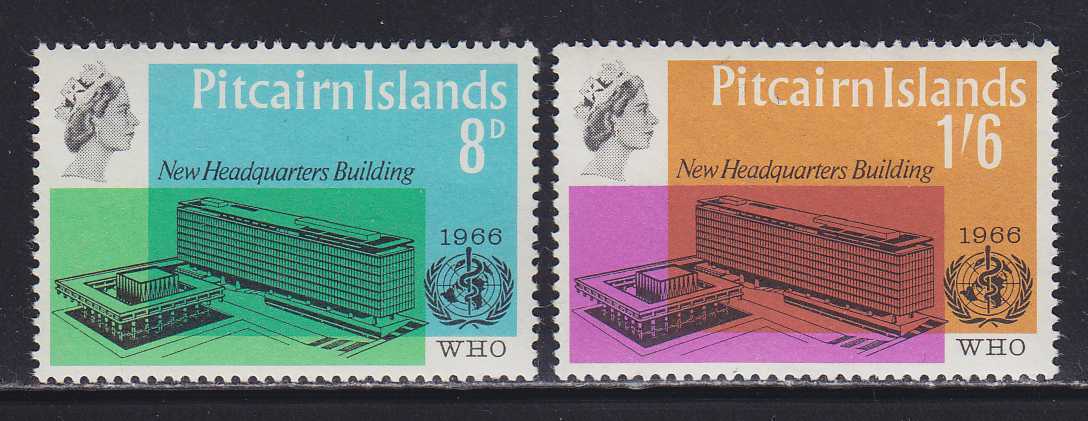 Pitcairn Islands
8D
New Headquarters Building
1966
WHO
Pitcairn Islands
1/6
New Headquarters Building
1966
WHO